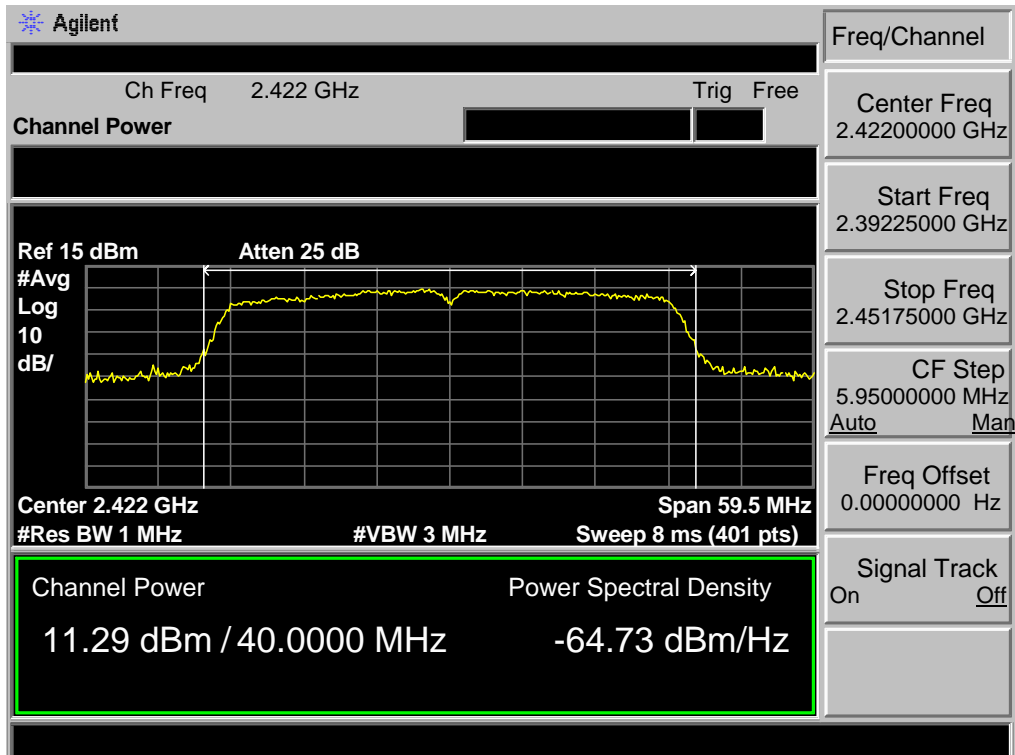 Agilent
Freq/Channel
Ch Freq 2.422 GHz Trig Free
Channel Power
Center Freq
2.42200000 GHz
Start Freq
2.39225000 GHz
Stop Freq
2.45175000 GHz
CF Step
5.95000000 MHz
Auto Man
Freq Offset
0.00000000 Hz
Signal Track
On Off
Ref 15 dBm Atten 25 dB
#Avg
Log
10
dB/
Center 2.422 GHz Span 59.5 MHz
#Res BW 1 MHz #VBW 3 MHz Sweep 8 ms (401 pts)
Channel Power Power Spectral Density
11.29 dBm / 40.0000 MHz -64.73 dBm/Hz